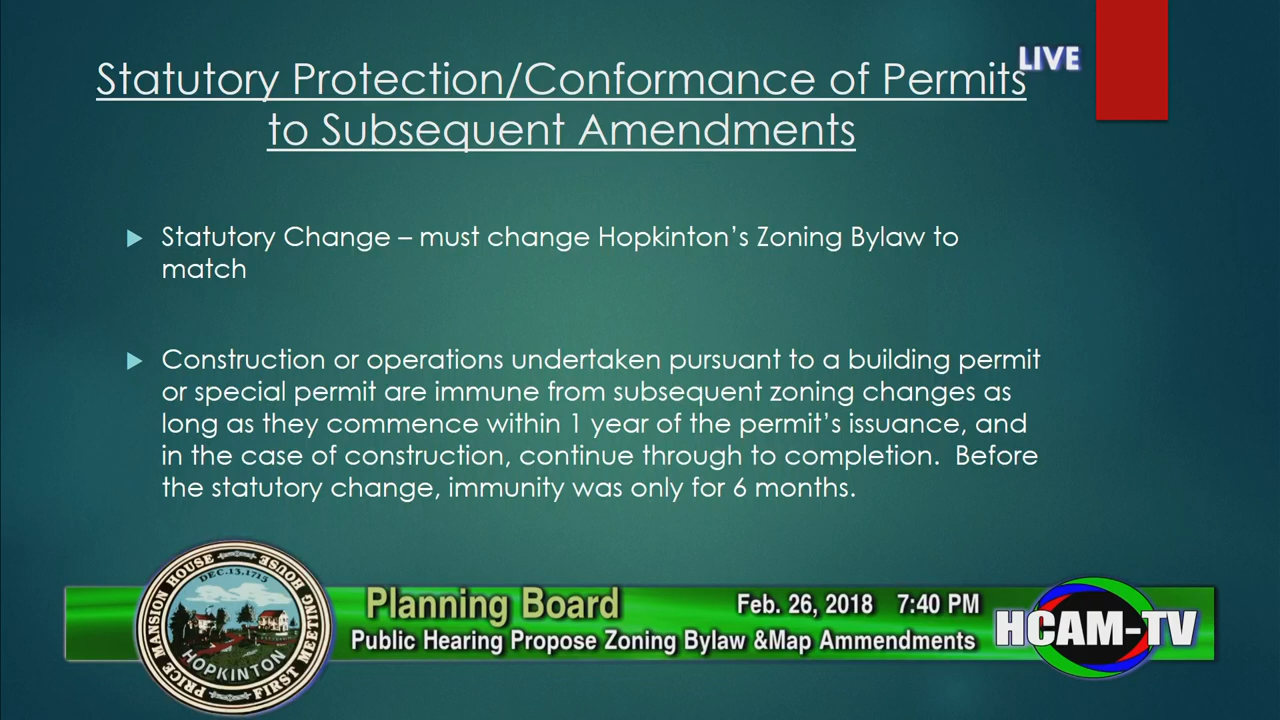 LIVE
Statutory Protection/Conformance of Permits
to Subsequent Amendments
Statutory Change – must change Hopkinton’s Zoning Bylaw to
match
Construction or operations undertaken pursuant to a building permit
or special permit are immune from subsequent zoning changes as
long as they commence within 1 year of the permit’s issuance, and
in the case of construction, continue through to completion.  Before
the statutory change, immunity was only for 6 months.
PRICE MANSION HOUSE FIRST MEETING HOUSE
DEC.13.1715
HOPKINTON
Planning Board
Feb. 26, 2018 7:40 PM
Public Hearing Propose Zoning Bylaw &Map Ammendments
HCAM-TV